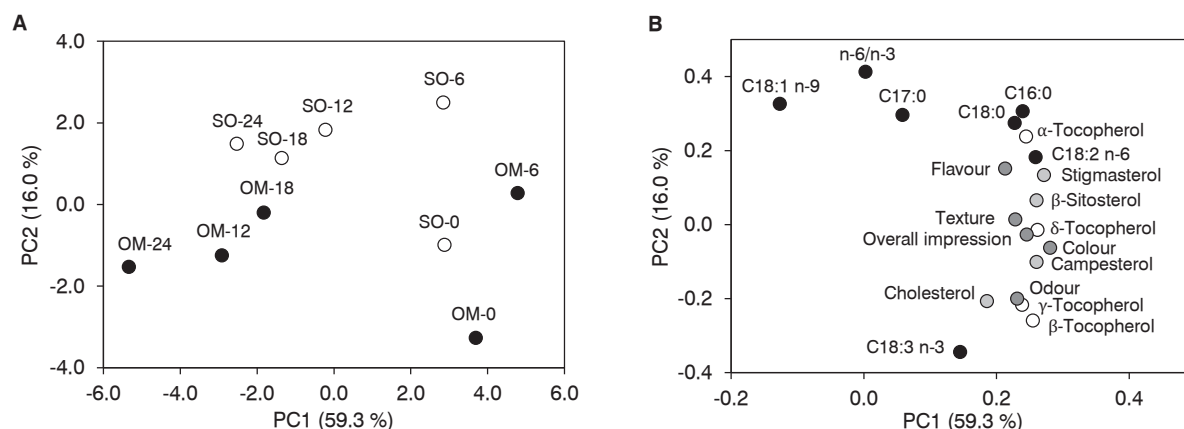 A
4.0
2.0
0.0
-2.0
-4.0
PC2 (16.0 %)
SO-6
SO-12
SO-24
SO-18
OM-18
OM-6
OM-12
OM-24
SO-0
OM-0
-6.0 -4.0 -2.0 0.0 2.0 4.0 6.0
PC1 (59.3 %)
B
0.4
0.2
0.0
-0.2
-0.4
PC2 (16.0 %)
n-6/n-3
C18:1 n-9
C17:0
C16:0
C18:0
α-Tocopherol
C18:2 n-6
Flavour
Stigmasterol
β-Sitosterol
Texture
δ-Tocopherol
Overall impression
Colour
Campesterol
Cholesterol
Odour
γ-Tocopherol
β-Tocopherol
C18:3 n-3
-0.2 0.0 0.2 0.4
PC1 (59.3 %)